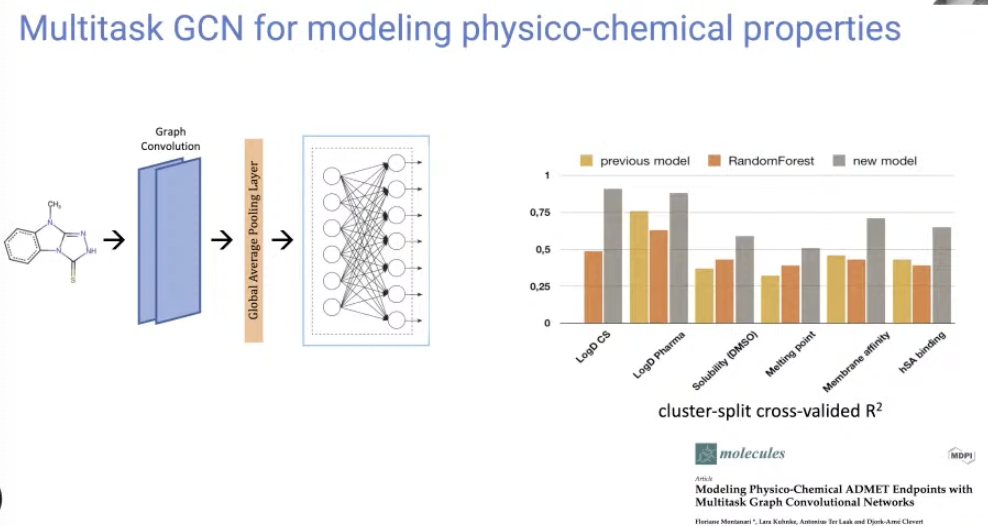 Multitask GCN for modeling physico-chemical properties
Graph
Convolution
Global Average Pooling Layer
CH₃
N
N
N
NH
S
previous model
RandomForest
new model
1
0,75
0,5
0,25
0
LogD CS
LogD Pharma
Solubility (DMSO)
Melting point
Membrane affinity
hSA binding
cluster-split cross-valided R²
molecules
MDPI
Article
Modeling Physico-Chemical ADMET Endpoints with
Multitask Graph Convolutional Networks
Floriane Montanari *, Lara Kuhnke, Antonius Ter Laak and Djork-Arné Clevert